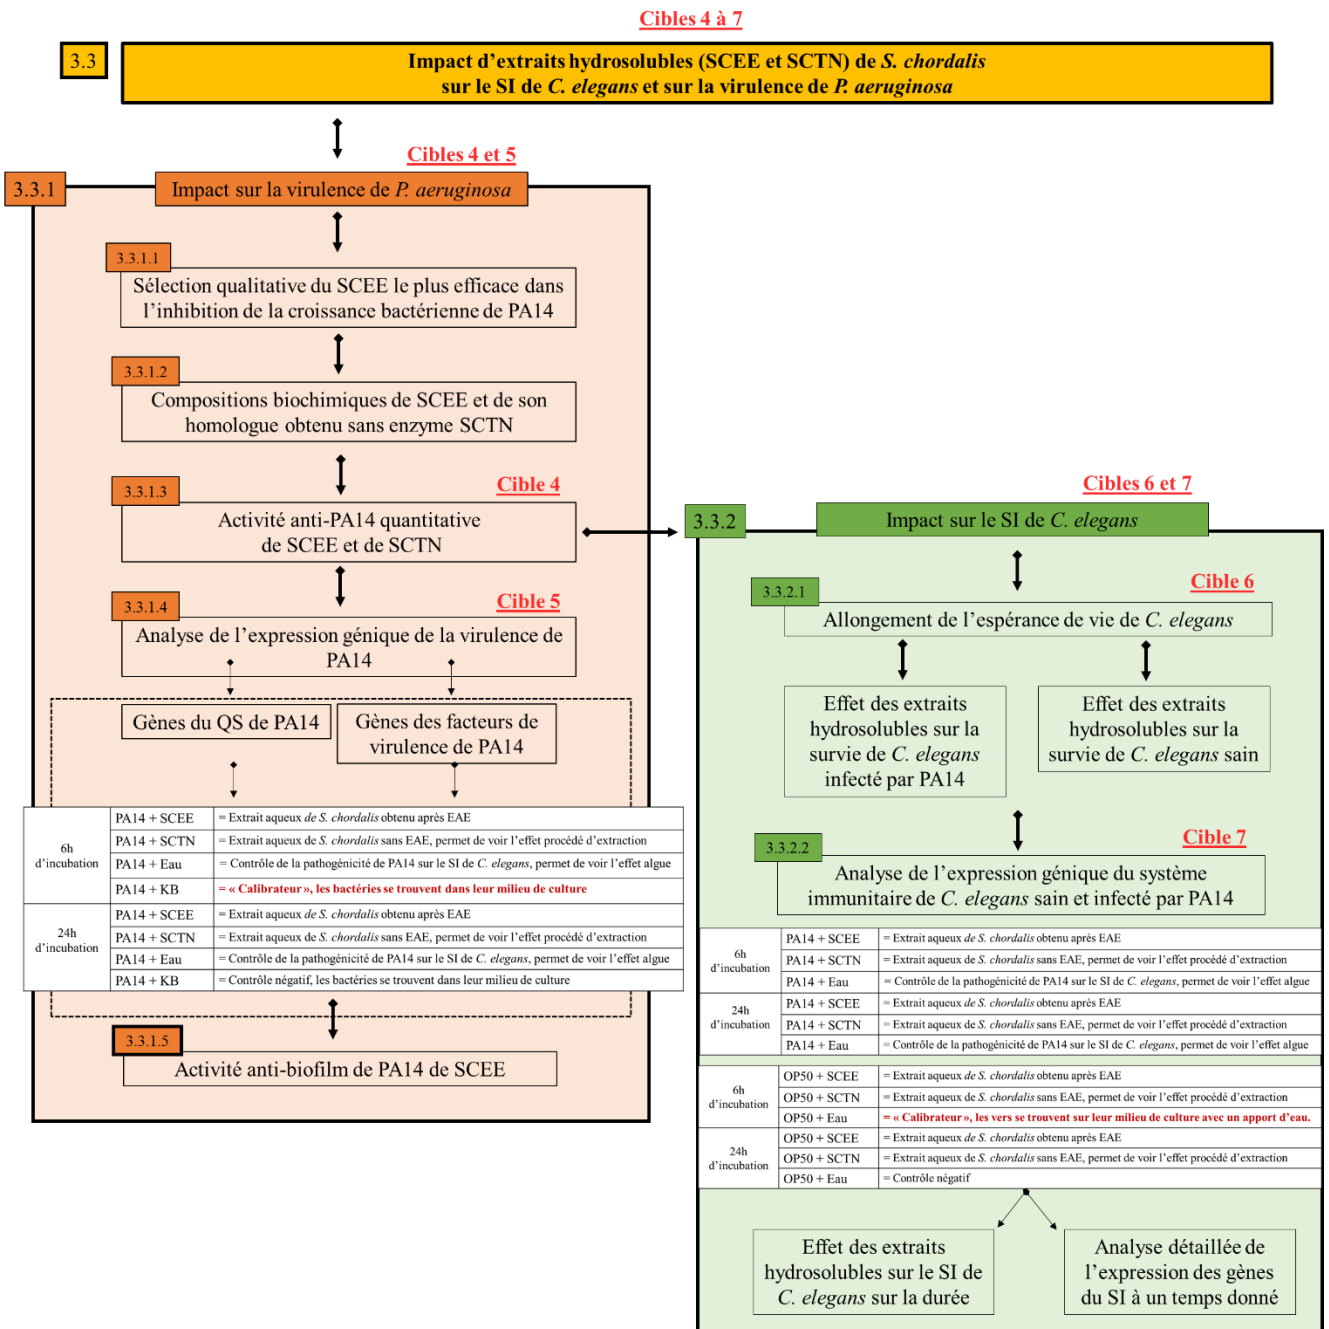 Cibles 4 à 7
3.3
Impact d'extraits hydrosolubles (SCEE et SCTN) de S. chordalis
sur le SI de C. elegans et sur la virulence de P. aeruginosa
Cibles 4 et 5
3.3.1
Impact sur la virulence de P. aeruginosa
3.3.1.1
Sélection qualitative du SCEE le plus efficace dans
l'inhibition de la croissance bactérienne de PA14
3.3.1.2
Compositions biochimiques de SCEE et de son
homologue obtenu sans enzyme SCTN
Cible 4
3.3.1.3
Activité anti-PA14 quantitative
de SCEE et de SCTN
Cible 5
3.3.1.4
Analyse de l'expression génique de la virulence de
PA14
Gènes du QS de PA14
Gènes des facteurs de
virulence de PA14
6h
d'incubation
PA14 + SCEE = Extrait aqueux de S. chordalis obtenu après EAE
PA14 + SCTN = Extrait aqueux de S. chordalis sans EAE, permet de voir l'effet procédé d'extraction
PA14 + Eau = Contrôle de la pathogénicité de PA14 sur le SI de C. elegans, permet de voir l'effet algue
PA14 + KB = « Calibrateur », les bactéries se trouvent dans leur milieu de culture
24h
d'incubation
PA14 + SCEE = Extrait aqueux de S. chordalis obtenu après EAE
PA14 + SCTN = Extrait aqueux de S. chordalis sans EAE, permet de voir l'effet procédé d'extraction
PA14 + Eau = Contrôle de la pathogénicité de PA14 sur le SI de C. elegans, permet de voir l'effet algue
PA14 + KB = Contrôle négatif, les bactéries se trouvent dans leur milieu de culture
3.3.1.5
Activité anti-biofilm de PA14 de SCEE
Cibles 6 et 7
3.3.2
Impact sur le SI de C. elegans
Cible 6
3.3.2.1
Allongement de l'espérance de vie de C. elegans
Effet des extraits
hydrosolubles sur la
survie de C. elegans
infecté par PA14
Effet des extraits
hydrosolubles sur la
survie de C. elegans sain
Cible 7
3.3.2.2
Analyse de l'expression génique du système
immunitaire de C. elegans sain et infecté par PA14
6h
d'incubation
PA14 + SCEE = Extrait aqueux de S. chordalis obtenu après EAE
PA14 + SCTN = Extrait aqueux de S. chordalis sans EAE, permet de voir l'effet procédé d'extraction
PA14 + Eau = Contrôle de la pathogénicité de PA14 sur le SI de C. elegans, permet de voir l'effet algue
24h
d'incubation
PA14 + SCEE = Extrait aqueux de S. chordalis obtenu après EAE
PA14 + SCTN = Extrait aqueux de S. chordalis sans EAE, permet de voir l'effet procédé d'extraction
PA14 + Eau = Contrôle de la pathogénicité de PA14 sur le SI de C. elegans, permet de voir l'effet algue
6h
d'incubation
OP50 + SCEE = Extrait aqueux de S. chordalis obtenu après EAE
OP50 + SCTN = Extrait aqueux de S. chordalis sans EAE, permet de voir l'effet procédé d'extraction
OP50 + Eau = « Calibrateur », les vers se trouvent sur leur milieu de culture avec un apport d'eau.
24h
d'incubation
OP50 + SCEE = Extrait aqueux de S. chordalis obtenu après EAE
OP50 + SCTN = Extrait aqueux de S. chordalis sans EAE, permet de voir l'effet procédé d'extraction
OP50 + Eau = Contrôle négatif
Effet des extraits
hydrosolubles sur le SI de
C. elegans sur la durée
Analyse détaillée de
l'expression des gènes
du SI à un temps donné